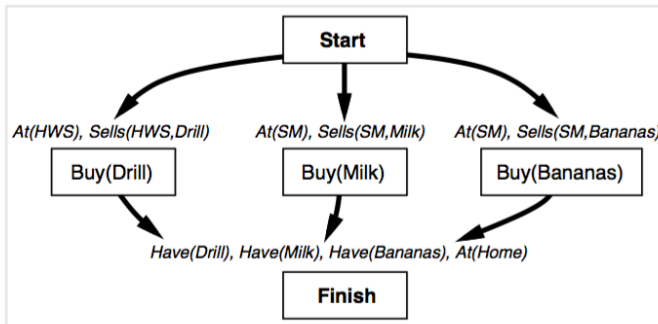 Start
At(HWS), Sells(HWS,Drill) At(SM), Sells(SM,Milk) At(SM), Sells(SM,Bananas)
Buy(Drill) Buy(Milk) Buy(Bananas)
Have(Drill), Have(Milk), Have(Bananas), At(Home)
Finish